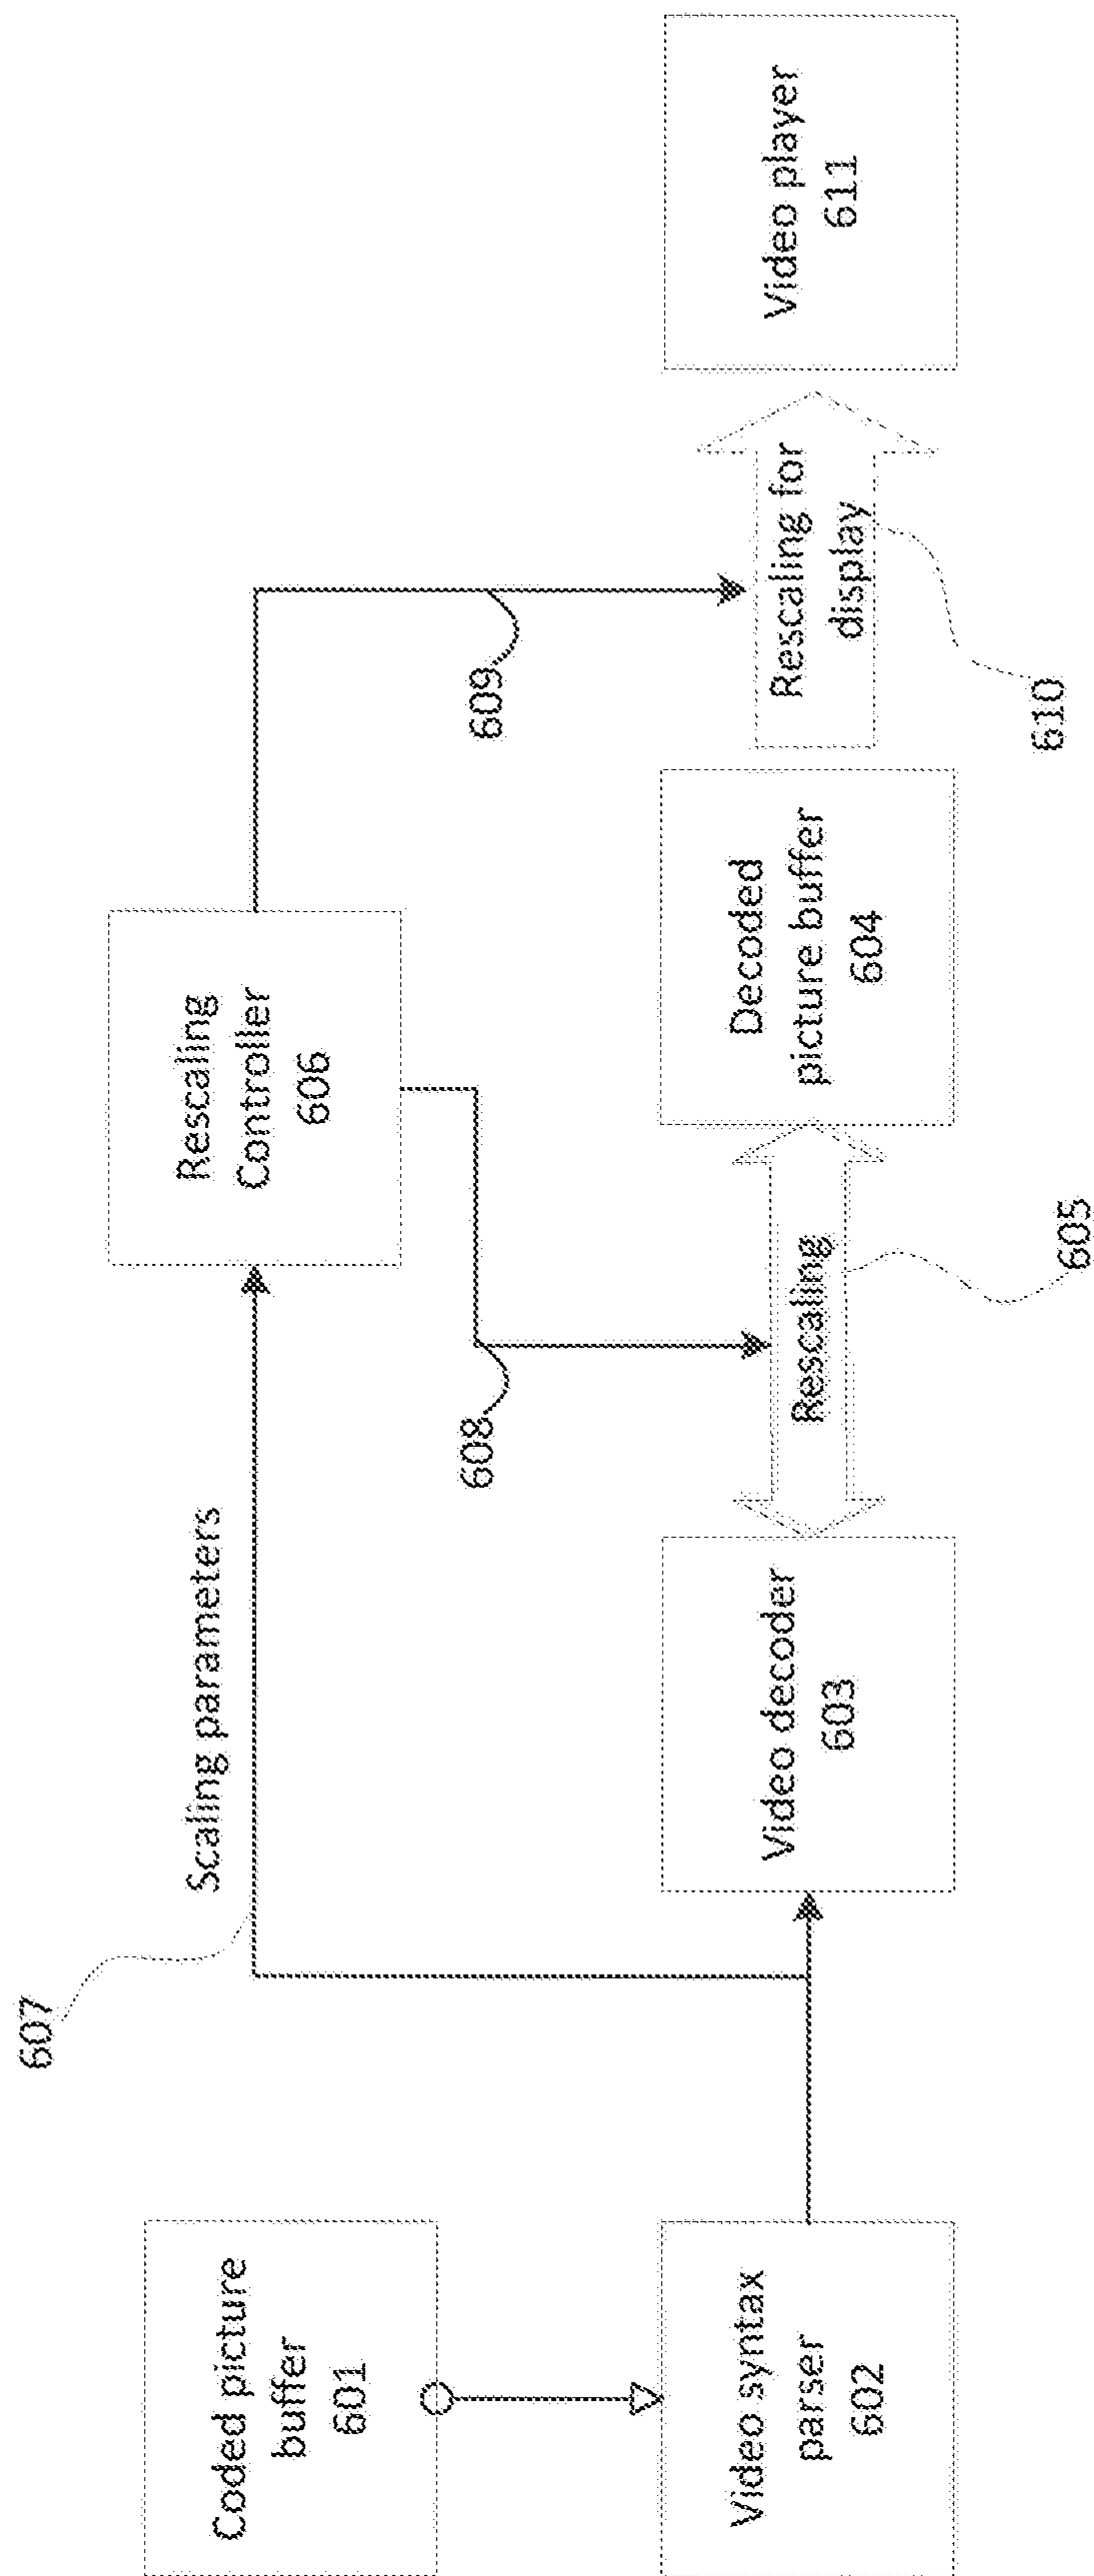 Coded picture
buffer
601
Video syntax
parser
602
607
Scaling parameters
Video decoder
603
608
Rescaling
605
Rescaling
Controller
606
Decoded
picture buffer
604
609
Rescaling for
display
610
Video player
611